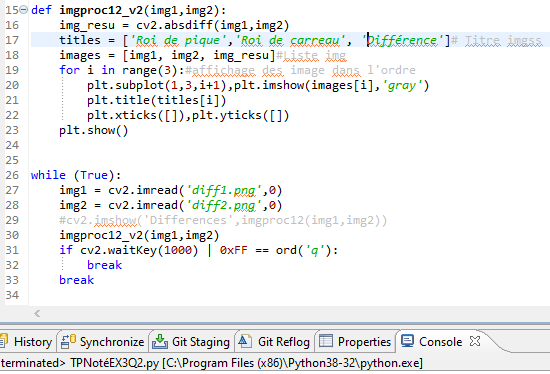 15 def imgproc12_v2(img1,img2):
16 img_resu = cv2.absdiff(img1,img2)
17 titles = ['Roi de pique','Roi de carreau', 'Différence']# Titre imgss
18 images = [img1, img2, img_resu]#Liste img
19 for i in range(3):#affichage des image dans l'ordre
20 plt.subplot(1,3,i+1),plt.imshow(images[i],'gray')
21 plt.title(titles[i])
22 plt.xticks([]),plt.yticks([])
23 plt.show()
24
25
26 while (True):
27 img1 = cv2.imread('diff1.png',0)
28 img2 = cv2.imread('diff2.png',0)
29 #cv2.imshow('Differences',imgproc12(img1,img2))
30 imgproc12_v2(img1,img2)
31 if cv2.waitKey(1000) | 0xFF == ord('q'):
32 break
33 break
34
History Synchronize Git Staging Git Reflog Properties Console
terminated> TPNotéEX3Q2.py [C:\Program Files (x86)\Python38-32\python.exe]